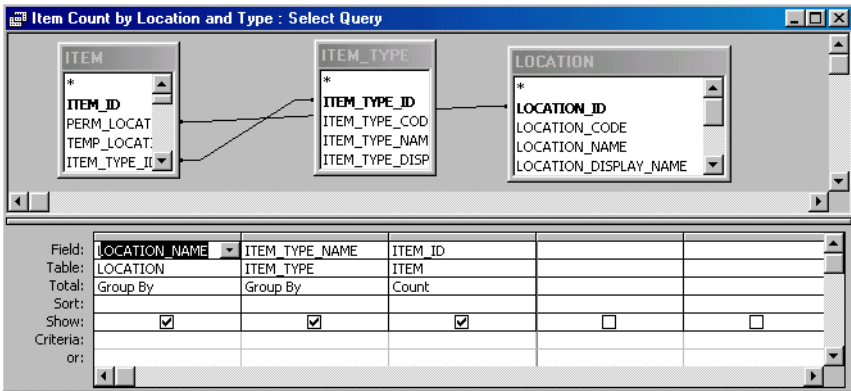 Item Count by Location and Type : Select Query
ITEM
*
ITEM_ID
PERM_LOCAT
TEMP_LOCAT
ITEM_TYPE_ID
ITEM_TYPE
*
ITEM_TYPE_ID
ITEM_TYPE_COD
ITEM_TYPE_NAM
ITEM_TYPE_DISP
LOCATION
*
LOCATION_ID
LOCATION_CODE
LOCATION_NAME
LOCATION_DISPLAY_NAME
Field: LOCATION_NAME ITEM_TYPE_NAME ITEM_ID
Table: LOCATION ITEM_TYPE ITEM
Total: Group By Group By Count
Sort:
Show:
Criteria:
or: